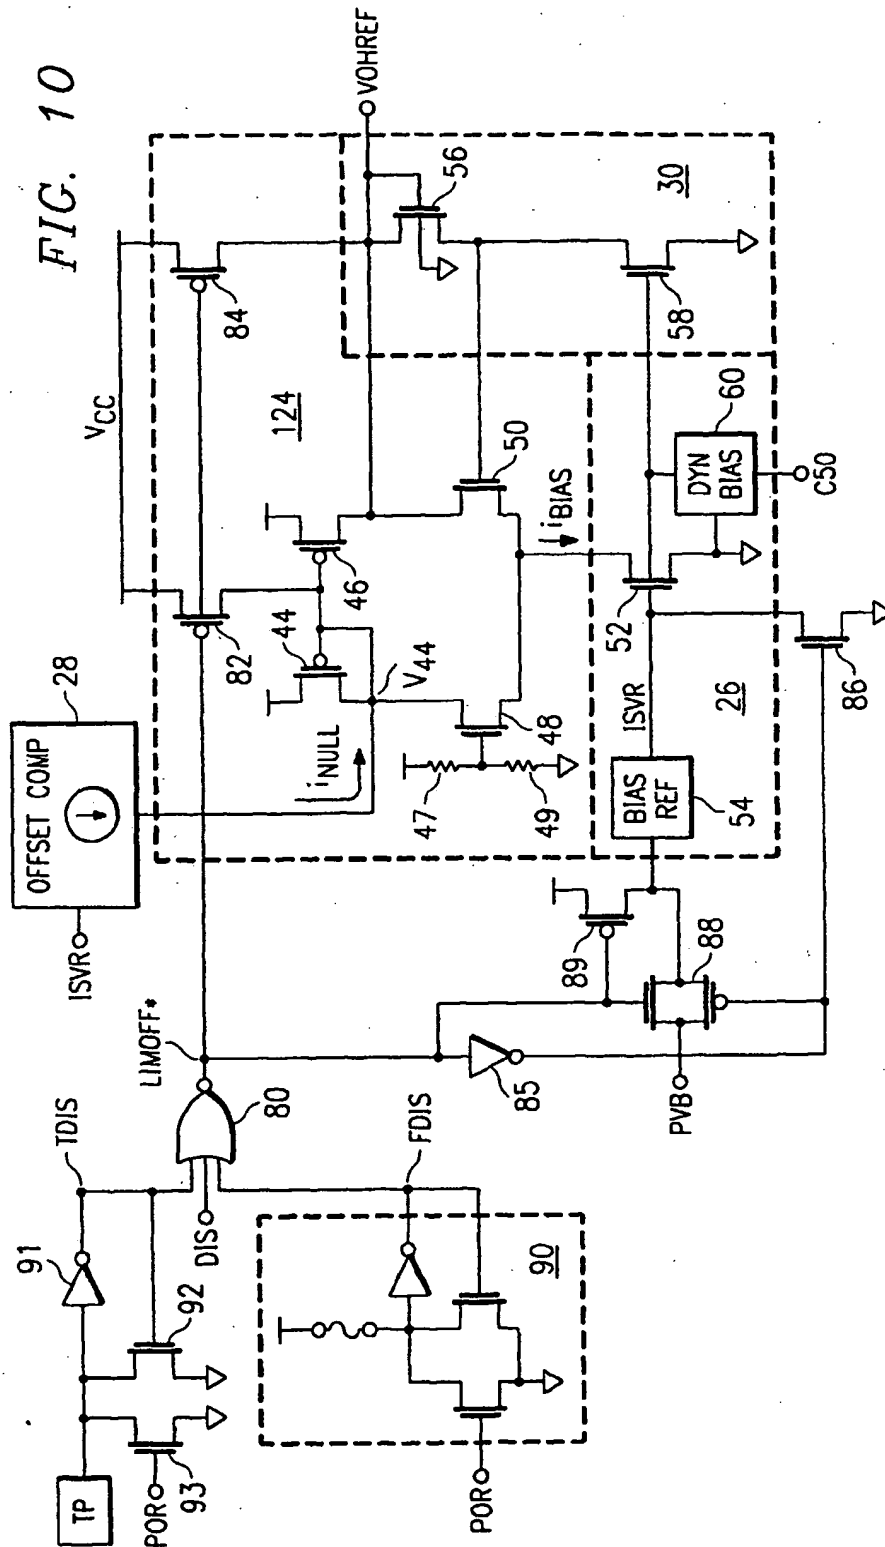 FIG. 10
VCC
84
VOHREF
124
56
30
28
OFFSET COMP
ISVR
82
44
46
iNULL
V44
50
47
48
49
iBIAS
58
60
DYN
BIAS
C50
52
ISVR
26
BIAS
REF
54
86
LIMOFF*
80
89
88
85
PVB
TDIS
91
92
DIS
FDIS
90
TP
POR
93
POR